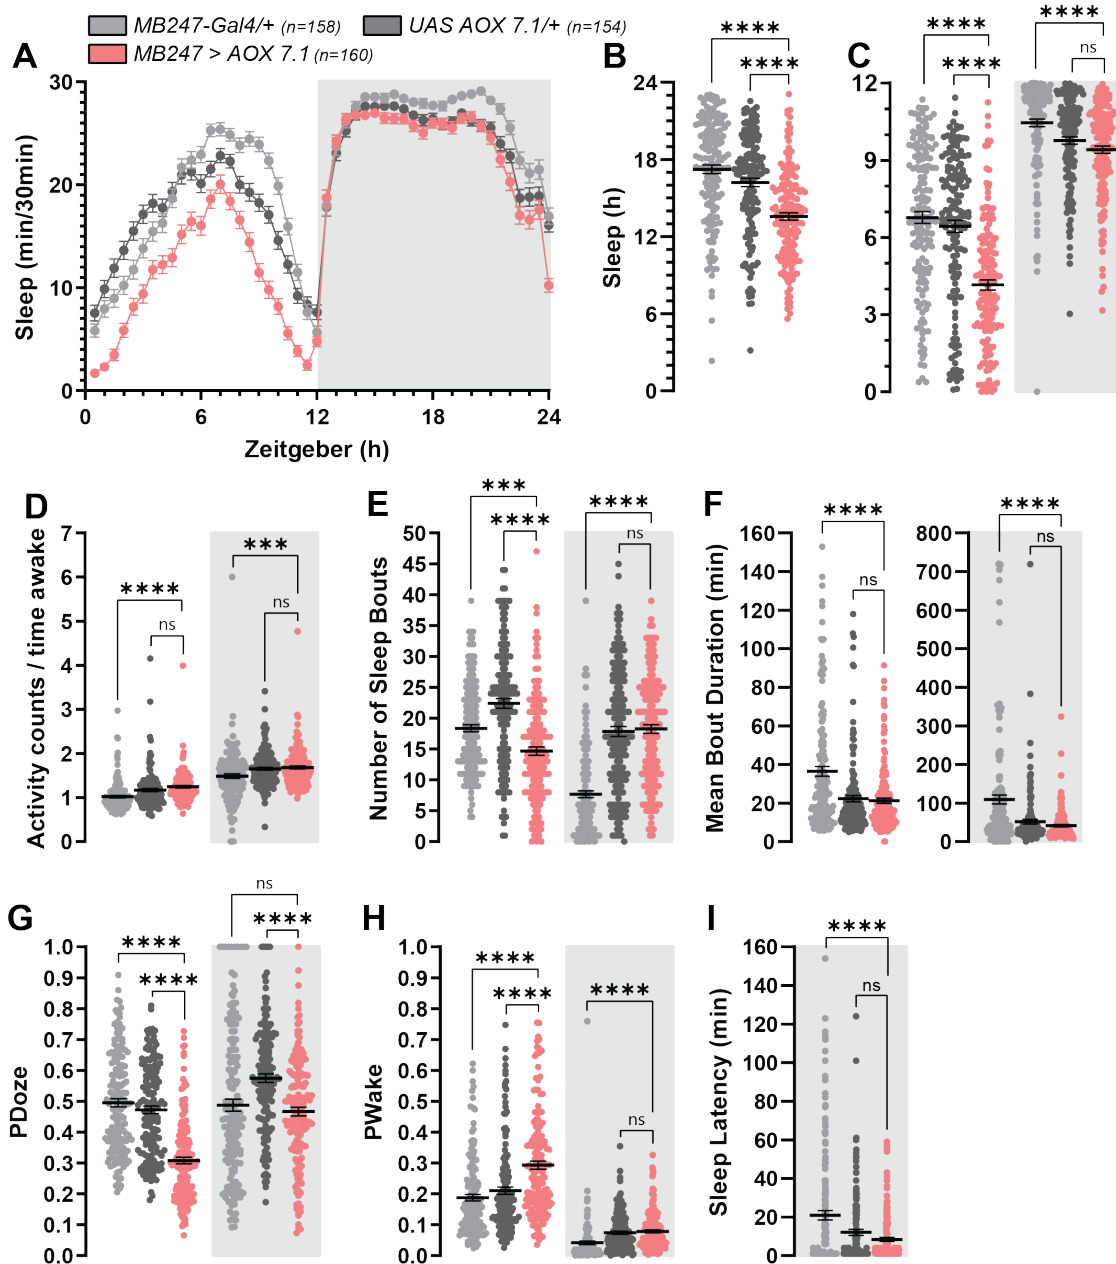 MB247-Gal4/+ (n=158) UAS AOX 7.1/+ (n=154)
MB247 > AOX 7.1 (n=160)
A
Sleep (min/30min)
30
20
10
0
0 6 12 18 24
Zeitgeber (h)
B
**** ****
Sleep (h)
24
18
12
6
0
C
**** **** **** ns
12
9
6
3
0
D
Activity counts / time awake
7
6
5
4
3
2
1
0
**** ns *** ns
E
Number of Sleep Bouts
50
45
40
35
30
25
20
15
10
5
0
*** **** **** ns
F
Mean Bout Duration (min)
160
140
120
100
80
60
40
20
0
**** ns
800
700
600
500
400
300
200
100
0
**** ns
G
PDoze
1.0
0.9
0.8
0.7
0.6
0.5
0.4
0.3
0.2
0.1
0.0
**** **** ns ****
H
PWake
1.0
0.9
0.8
0.7
0.6
0.5
0.4
0.3
0.2
0.1
0.0
**** **** **** ns
I
Sleep Latency (min)
160
140
120
100
80
60
40
20
0
**** ns